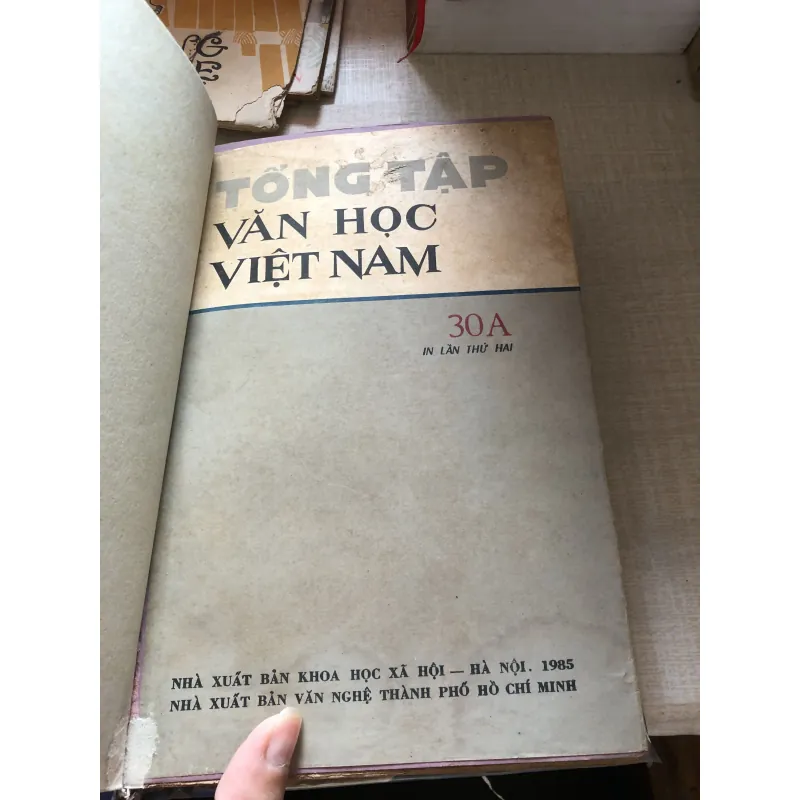 TỔNG TẬP
VĂN HỌC
VIỆT NAM
30A
IN LẦN THỨ HAI
NHÀ XUẤT BẢN KHOA HỌC XÃ HỘI — HÀ NỘI. 1985
NHÀ XUẤT BẢN VĂN NGHỆ THÀNH PHỐ HỒ CHÍ MINH